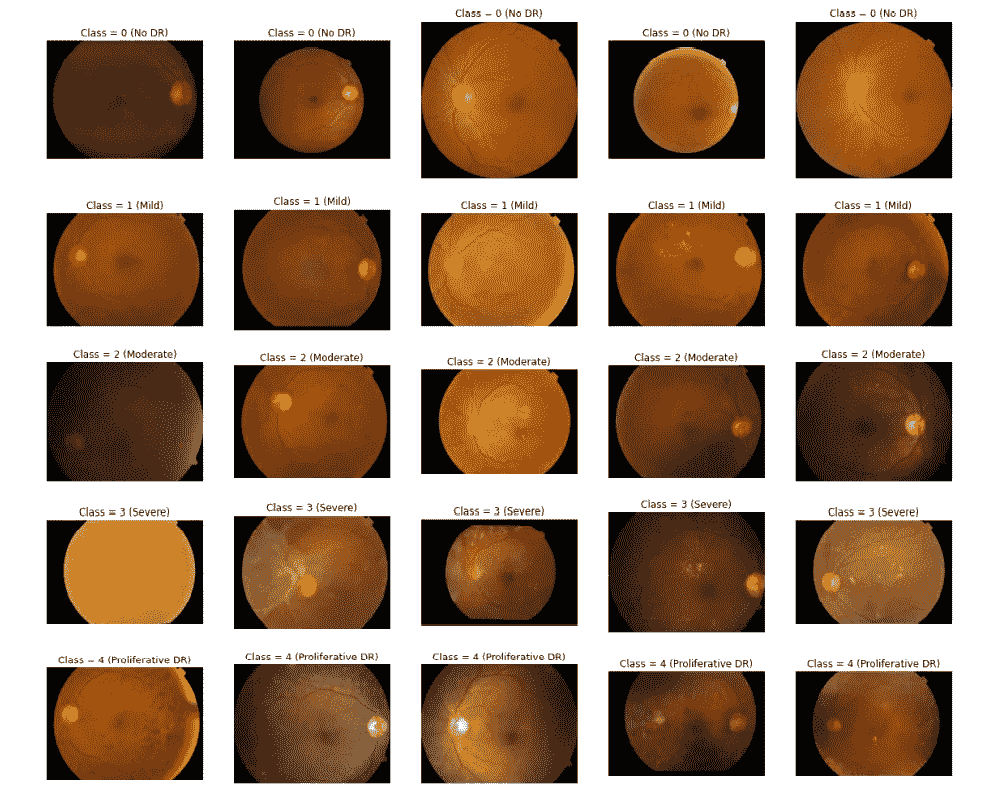 Class = 0 (No DR)
Class = 0 (No DR)
Class = 0 (No DR)
Class = 0 (No DR)
Class = 0 (No DR)
Class = 1 (Mild)
Class = 1 (Mild)
Class = 1 (Mild)
Class = 1 (Mild)
Class = 1 (Mild)
Class = 2 (Moderate)
Class = 2 (Moderate)
Class = 2 (Moderate)
Class = 2 (Moderate)
Class = 2 (Moderate)
Class = 3 (Severe)
Class = 3 (Severe)
Class = 3 (Severe)
Class = 3 (Severe)
Class = 3 (Severe)
Class = 4 (Proliferative DR)
Class = 4 (Proliferative DR)
Class = 4 (Proliferative DR)
Class = 4 (Proliferative DR)
Class = 4 (Proliferative DR)